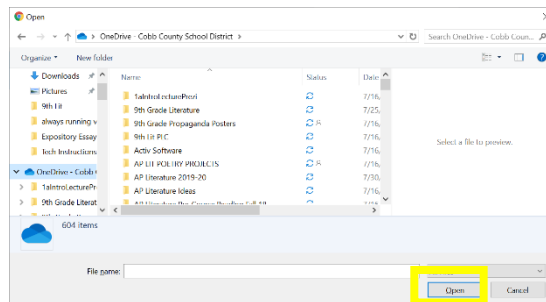 Open
OneDrive - Cobb County School District
Search OneDrive - Cobb Coun...
Organize
New folder
Downloads
Pictures
9th Lit
always running v
Expository Essay
Tech Instructions
OneDrive - Cobb
1aIntroLecturePr
9th Grade Literat
Name
Status
Date
1aIntroLecturePrezi
7/16,
9th Grade Literature
7/25,
9th Grade Propaganda Posters
7/16,
9th Lit PLC
7/16,
Activ Software
7/16,
AP LIT POETRY PROJECTS
7/16,
AP Literature 2019-20
7/30,
AP Literature Ideas
7/16,
Select a file to preview.
604 items
File name:
Open
Cancel